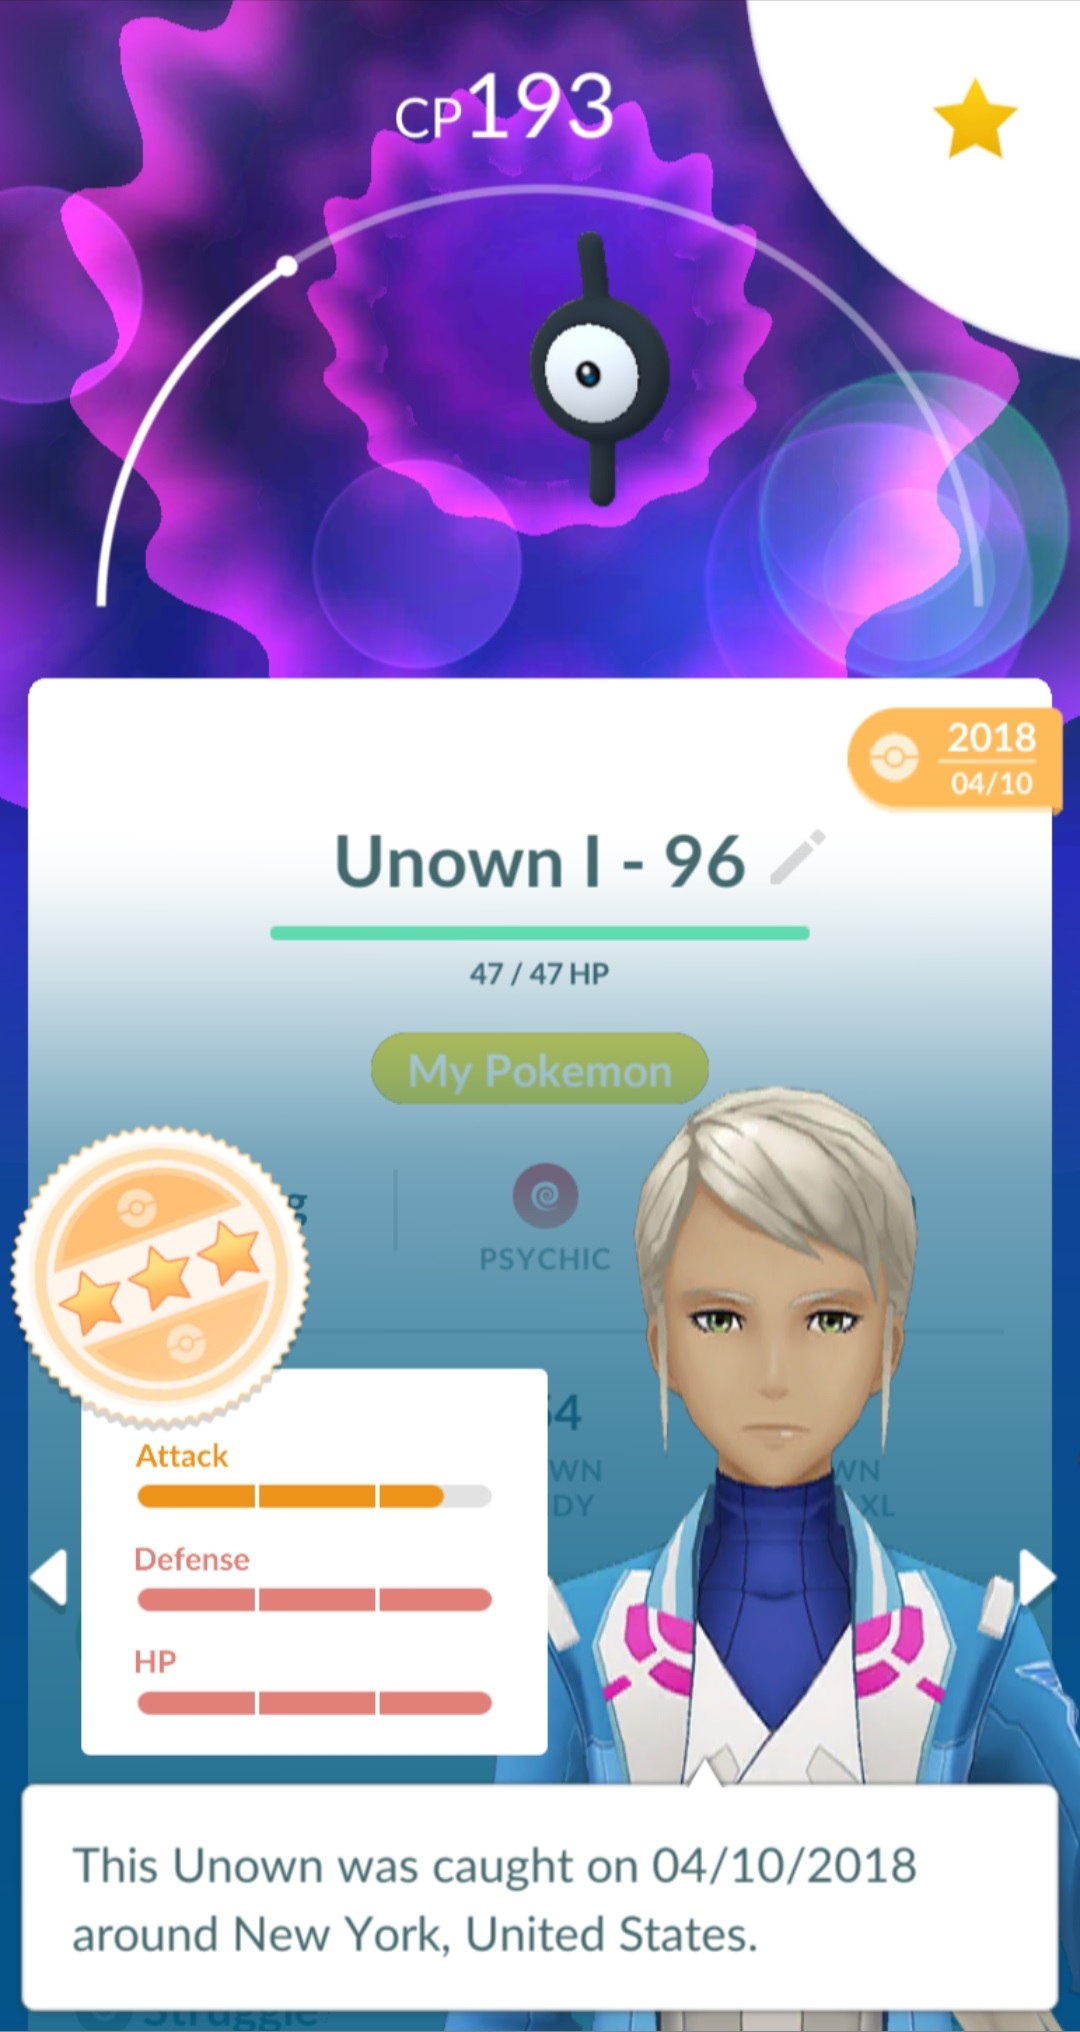 CP193
2018
04/10
Unown I - 96
47 / 47 HP
My Pokemon
PSYCHIC
Attack
Defense
HP
This Unown was caught on 04/10/2018
around New York, United States.
Struggle